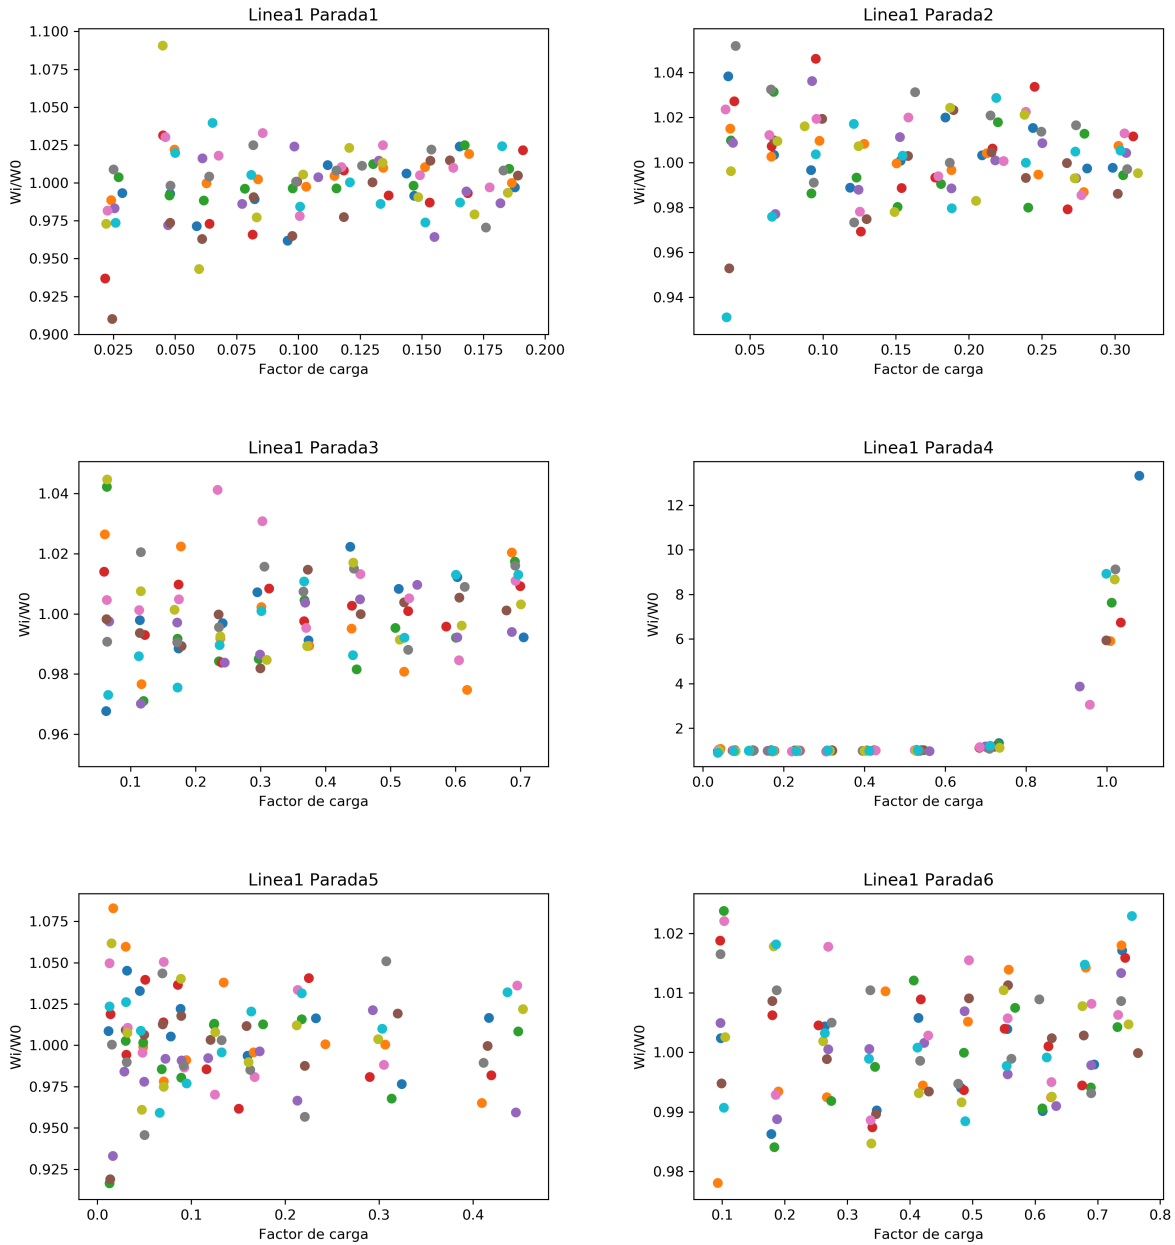 Linea1 Parada1
Wi/W0
1.100
1.075
1.050
1.025
1.000
0.975
0.950
0.925
0.900
0.025 0.050 0.075 0.100 0.125 0.150 0.175 0.200
Factor de carga
Linea1 Parada2
Wi/W0
1.04
1.02
1.00
0.98
0.96
0.94
0.05 0.10 0.15 0.20 0.25 0.30
Factor de carga
Linea1 Parada3
Wi/W0
1.04
1.02
1.00
0.98
0.96
0.1 0.2 0.3 0.4 0.5 0.6 0.7
Factor de carga
Linea1 Parada4
Wi/W0
12
10
8
6
4
2
0.0 0.2 0.4 0.6 0.8 1.0
Factor de carga
Linea1 Parada5
Wi/W0
1.075
1.050
1.025
1.000
0.975
0.950
0.925
0.0 0.1 0.2 0.3 0.4
Factor de carga
Linea1 Parada6
Wi/W0
1.02
1.01
1.00
0.99
0.98
0.1 0.2 0.3 0.4 0.5 0.6 0.7 0.8
Factor de carga